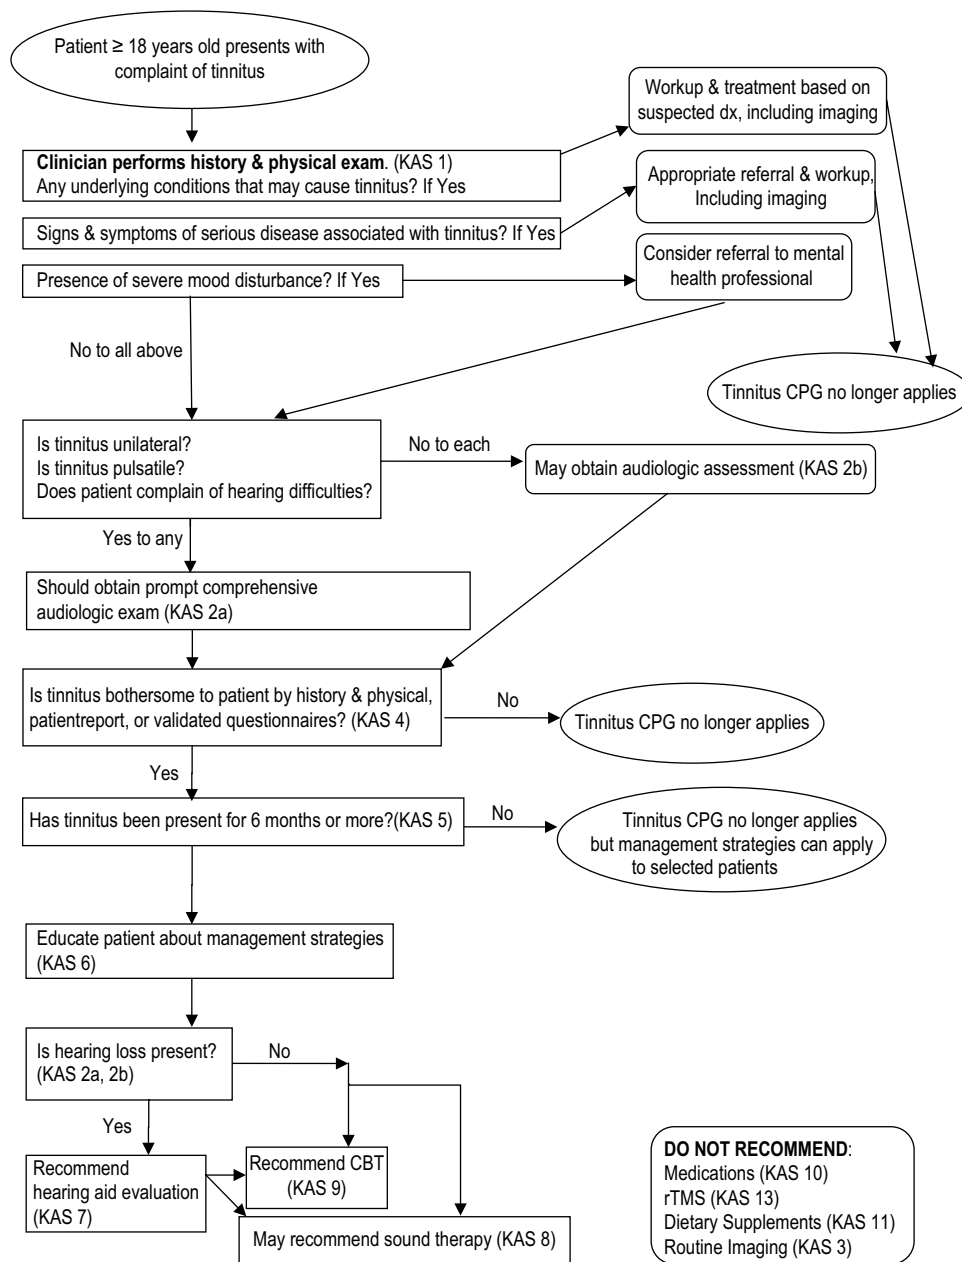 Patient ≥ 18 years old presents with
complaint of tinnitus
Workup & treatment based on
suspected dx, including imaging
Clinician performs history & physical exam. (KAS 1)
Any underlying conditions that may cause tinnitus? If Yes
Appropriate referral & workup,
Including imaging
Signs & symptoms of serious disease associated with tinnitus? If Yes
Consider referral to mental
health professional
Presence of severe mood disturbance? If Yes
No to all above
Tinnitus CPG no longer applies
Is tinnitus unilateral?
Is tinnitus pulsatile?
Does patient complain of hearing difficulties?
No to each
May obtain audiologic assessment (KAS 2b)
Yes to any
Should obtain prompt comprehensive
audiologic exam (KAS 2a)
Is tinnitus bothersome to patient by history & physical,
patientreport, or validated questionnaires? (KAS 4)
No
Tinnitus CPG no longer applies
Yes
Has tinnitus been present for 6 months or more?(KAS 5)
No
Tinnitus CPG no longer applies
but management strategies can apply
to selected patients
Educate patient about management strategies
(KAS 6)
Is hearing loss present?
(KAS 2a, 2b)
No
Yes
Recommend
hearing aid evaluation
(KAS 7)
Recommend CBT
(KAS 9)
May recommend sound therapy (KAS 8)
DO NOT RECOMMEND:
Medications (KAS 10)
rTMS (KAS 13)
Dietary Supplements (KAS 11)
Routine Imaging (KAS 3)